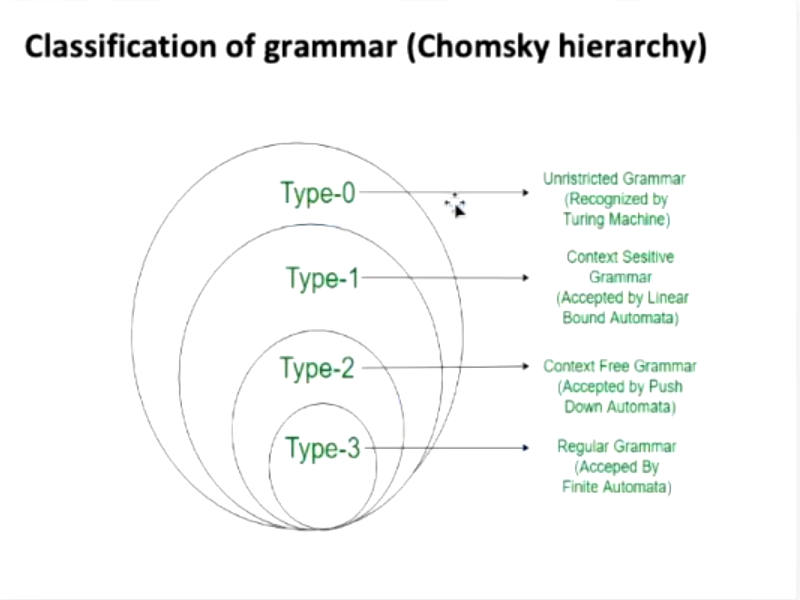 Classification of grammar (Chomsky hierarchy)
Type-0
Unristricted Grammar
(Recognized by
Turing Machine)
Type-1
Context Sesitive
Grammar
(Accepted by Linear
Bound Automata)
Type-2
Context Free Grammar
(Accepted by Push
Down Automata)
Type-3
Regular Grammar
(Acceped By
Finite Automata)